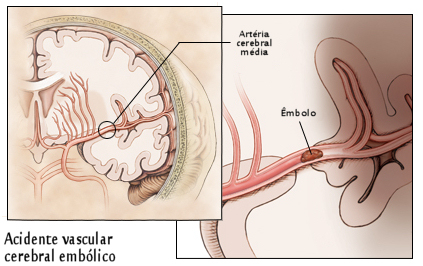 Artéria
cerebral
média
Êmbolo
Acidente vascular
cerebral embólico